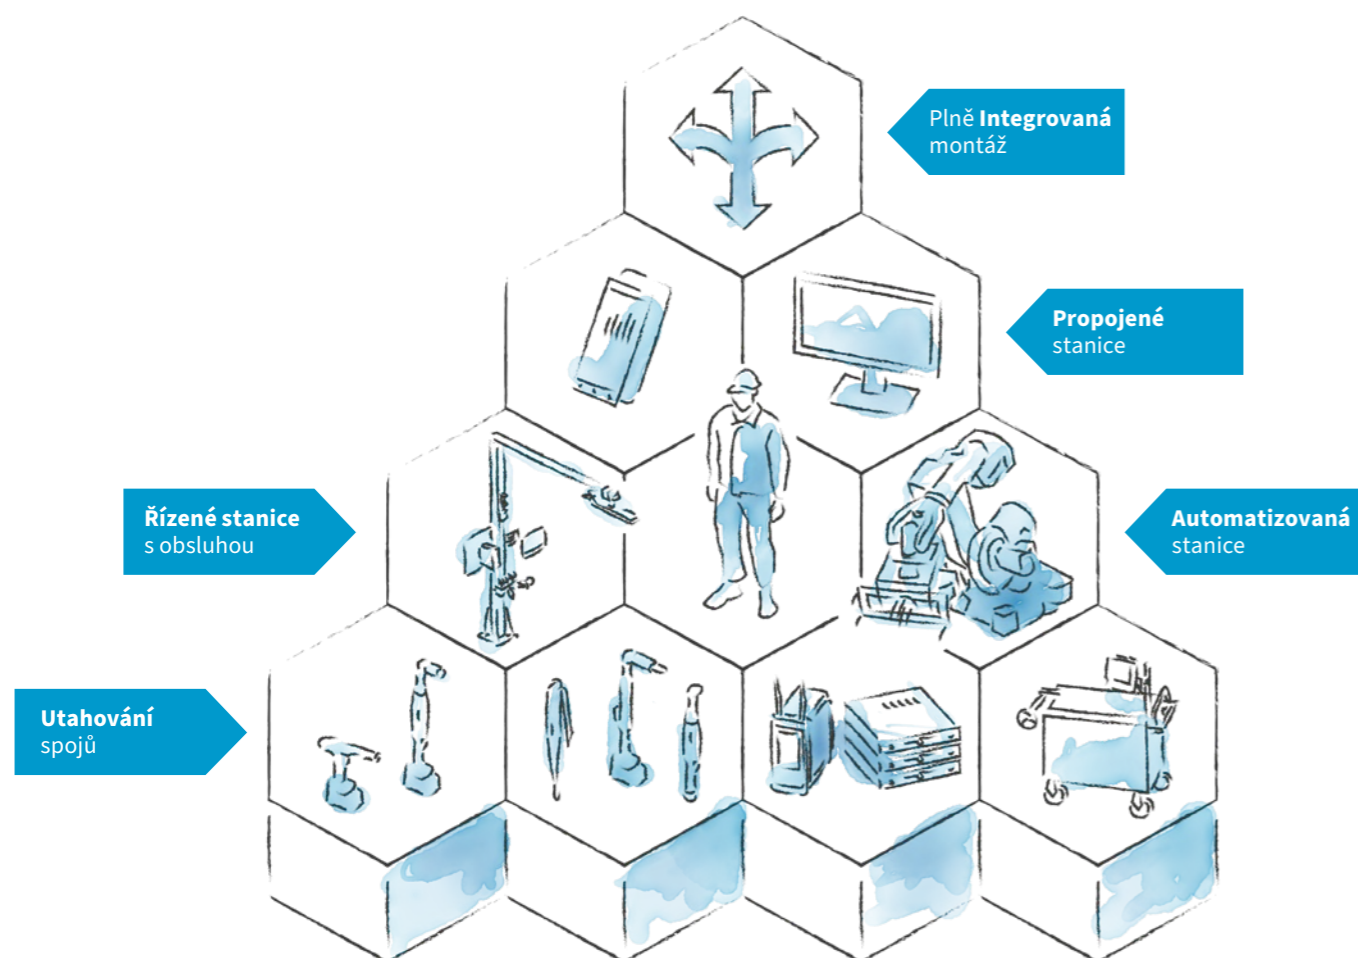 Plně Integrovaná
montáž
Propojené
stanice
Řízené stanice
s obsluhou
Automatizovaná
stanice
Utahování
spojů